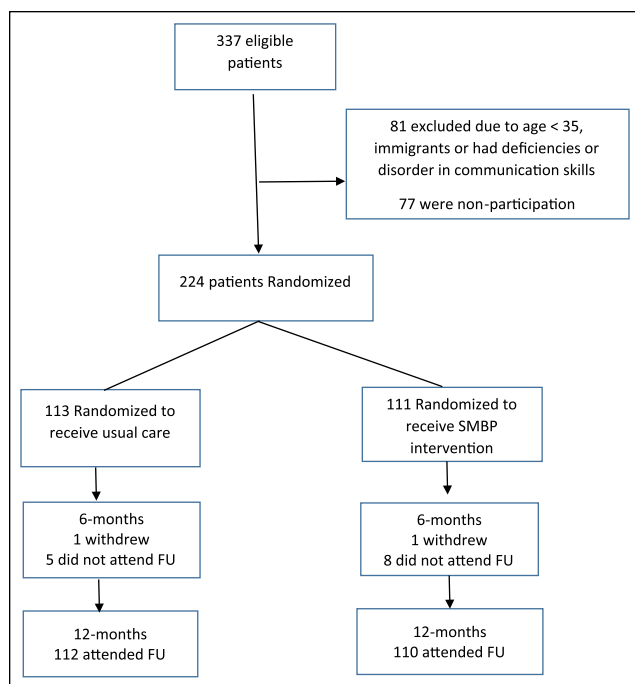 337 eligible
patients
81 excluded due to age < 35,
immigrants or had deficiencies or
disorder in communication skills
77 were non-participation
224 patients Randomized
113 Randomized to
receive usual care
111 Randomized to
receive SMBP
intervention
6-months
1 withdrew
5 did not attend FU
6-months
1 withdrew
8 did not attend FU
12-months
112 attended FU
12-months
110 attended FU